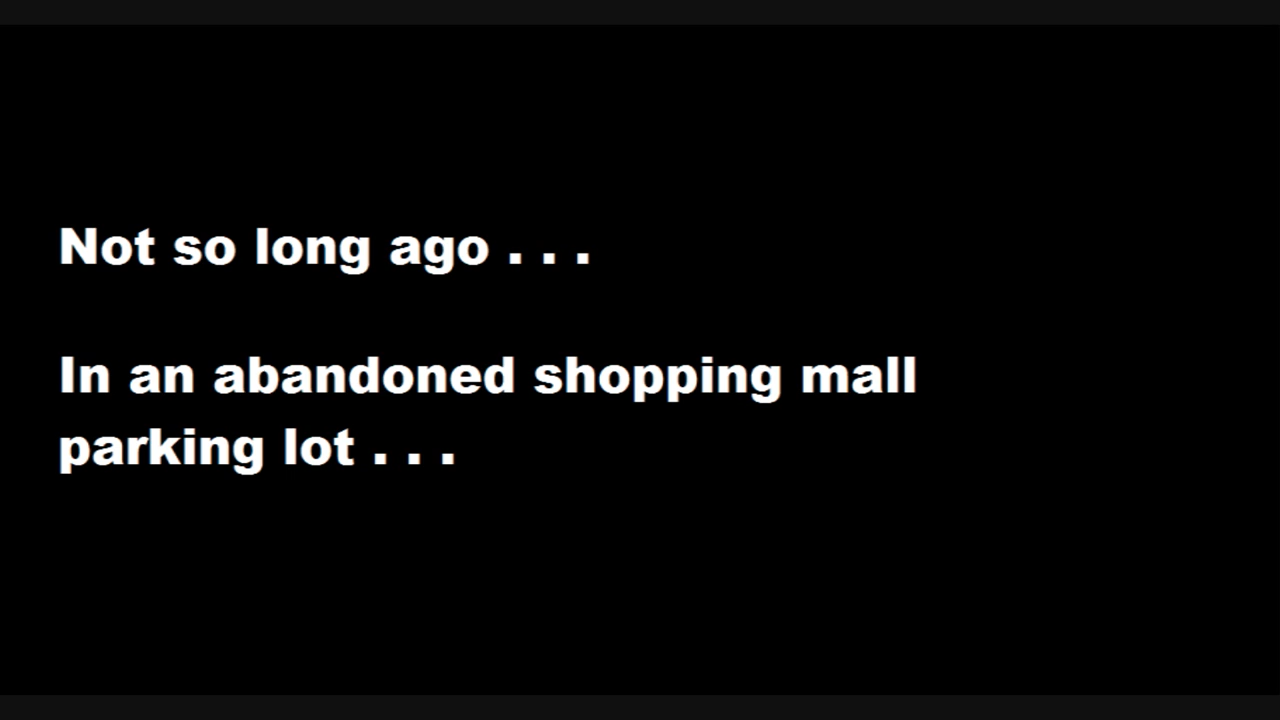 Not so long ago . . .
In an abandoned shopping mall
parking lot . . .